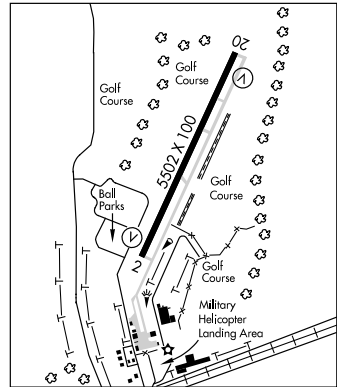 20
Golf
Course
Golf
Course
V
5502 X 100
Golf
Course
Ball
Parks
V
2
Golf
Course
Military
Helicopter
Landing Area